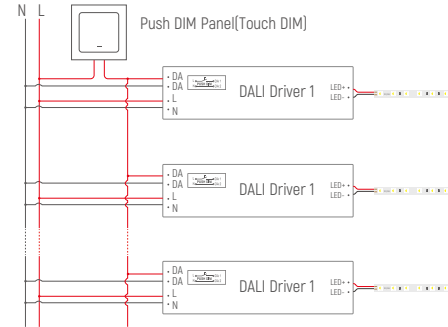 N L
Push DIM Panel(Touch DIM)
DA
DA
L
N
DALI Driver 1
LED+
LED-
DA
DA
L
N
DALI Driver 1
LED+
LED-
DA
DA
L
N
DALI Driver 1
LED+
LED-